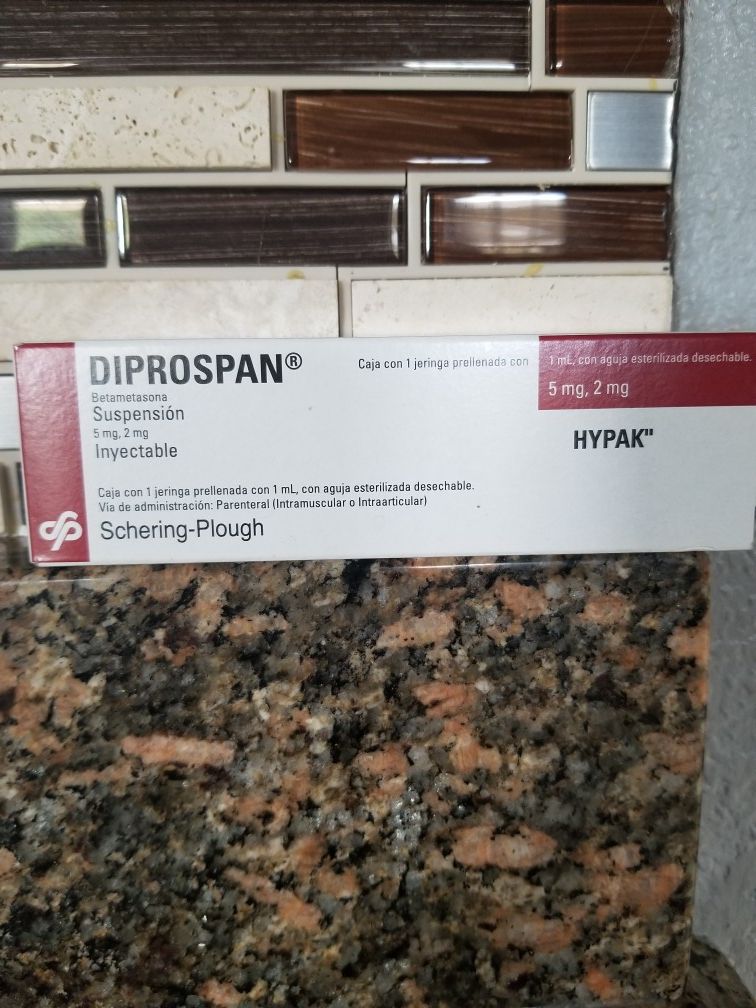 DIPROSPAN®
Betametasona
Suspensión
5 mg, 2 mg
Inyectable
Caja con 1 jeringa prellenada con 1 mL, con aguja esterilizada desechable.
5 mg, 2 mg
HYPAK"
Caja con 1 jeringa prellenada con 1 mL, con aguja esterilizada desechable.
Vía de administración: Parenteral (Intramuscular o Intraarticular)
Schering-Plough